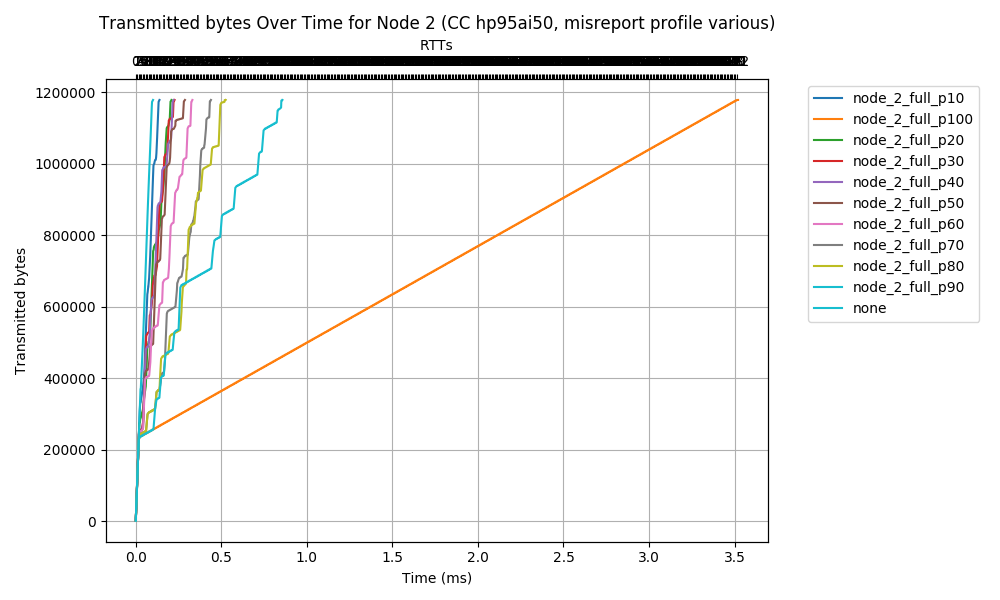 Transmitted bytes Over Time for Node 2 (CC hp95ai50, misreport profile various)
RTTs
1200000
1000000
800000
600000
400000
200000
0
Transmitted bytes
0.0 0.5 1.0 1.5 2.0 2.5 3.0 3.5
Time (ms)
node_2_full_p10
node_2_full_p100
node_2_full_p20
node_2_full_p30
node_2_full_p40
node_2_full_p50
node_2_full_p60
node_2_full_p70
node_2_full_p80
node_2_full_p90
none